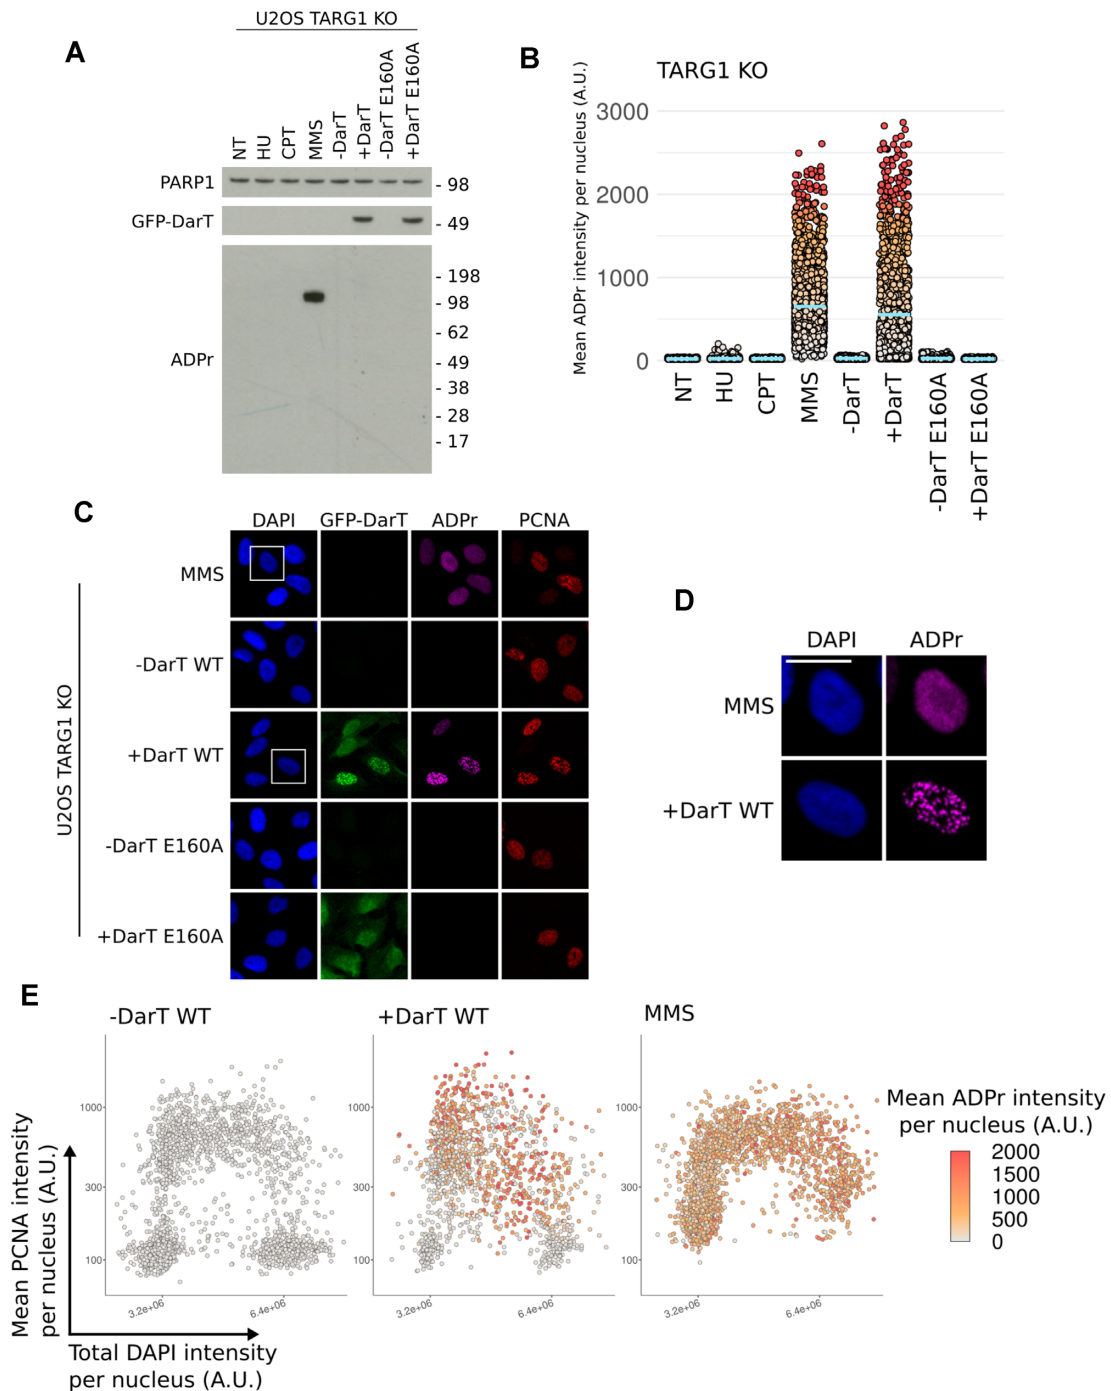 A
U2OS TARG1 KO
NT
HU
CPT
MMS
-DarT
+DarT
-DarT E160A
+DarT E160A
PARP1
- 98
GFP-DarT
- 49
ADPr
- 198
- 98
- 62
- 49
- 38
- 28
- 17
B
TARG1 KO
Mean ADPr intensity per nucleus (A.U.)
3000
2000
1000
0
NT
HU
CPT
MMS
-DarT
+DarT
-DarT E160A
+DarT E160A
C
DAPI GFP-DarT ADPr PCNA
U2OS TARG1 KO
MMS
-DarT WT
+DarT WT
-DarT E160A
+DarT E160A
D
DAPI ADPr
MMS
+DarT WT
E
-DarT WT
+DarT WT
MMS
Mean PCNA intensity
per nucleus (A.U.)
1000
300
100
3.2e+06
6.4e+06
1000
300
100
3.2e+06
6.4e+06
1000
300
100
3.2e+06
6.4e+06
Total DAPI intensity
per nucleus (A.U.)
Mean ADPr intensity
per nucleus (A.U.)
2000
1500
1000
500
0